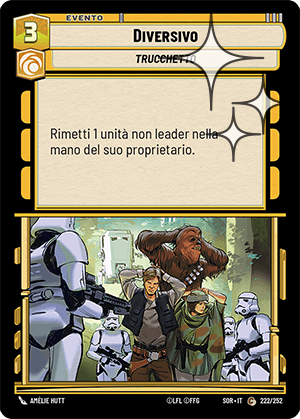 EVENTO
3
DIVERSIVO
TRUCCHETTO
Rimetti 1 unità non leader nella
mano del suo proprietario.
AMÉLIE HUTT
©LFL ©FFG
SOR • IT C 222/252